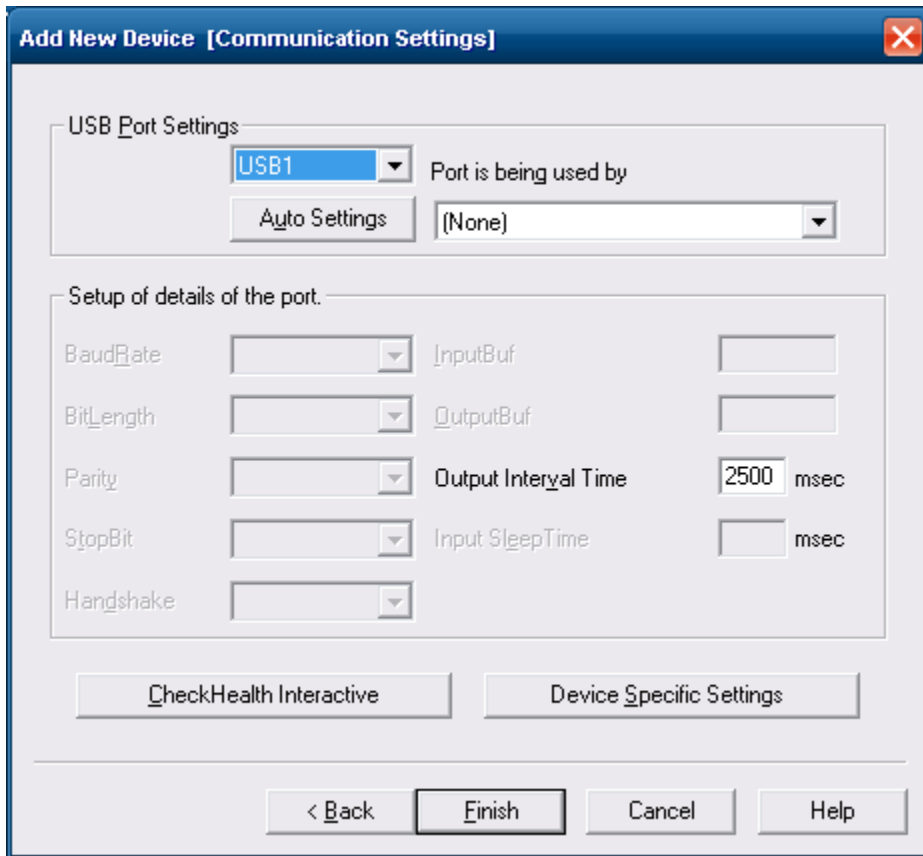 Add New Device [Communication Settings]
USB Port Settings
USB1
Port is being used by
Auto Settings
(None)
Setup of details of the port.
BaudRate
InputBuf
BitLength
OutputBuf
Parity
Output Interval Time 2500 msec
StopBit
Input SleepTime msec
Handshake
CheckHealth Interactive
Device Specific Settings
< Back
Finish
Cancel
Help